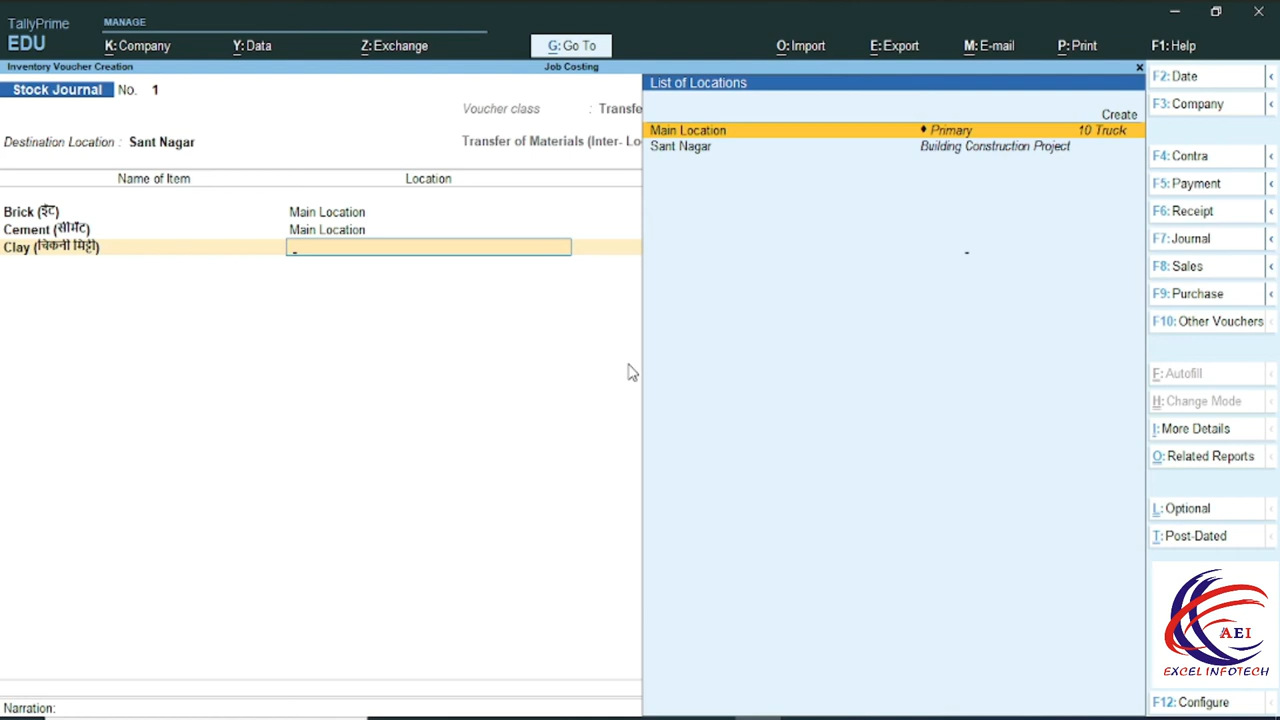 TallyPrime
EDU
MANAGE
K: Company Y: Data Z: Exchange G: Go To O: Import E: Export M: E-mail P: Print F1: Help
Inventory Voucher Creation Job Costing
Stock Journal No. 1
Voucher class : Transfe
Destination Location : Sant Nagar Transfer of Materials (Inter- Lo
Name of Item Location
Brick (ईंट) Main Location
Cement (सीमेंट) Main Location
Clay (चिकनी मिट्टी)
Narration:
List of Locations
Create
Main Location ♦ Primary 10 Truck
Sant Nagar Building Construction Project
F2: Date
F3: Company
F4: Contra
F5: Payment
F6: Receipt
F7: Journal
F8: Sales
F9: Purchase
F10: Other Vouchers
F: Autofill
H: Change Mode
I: More Details
O: Related Reports
L: Optional
T: Post-Dated
AEI
EXCEL INFOTECH
F12: Configure